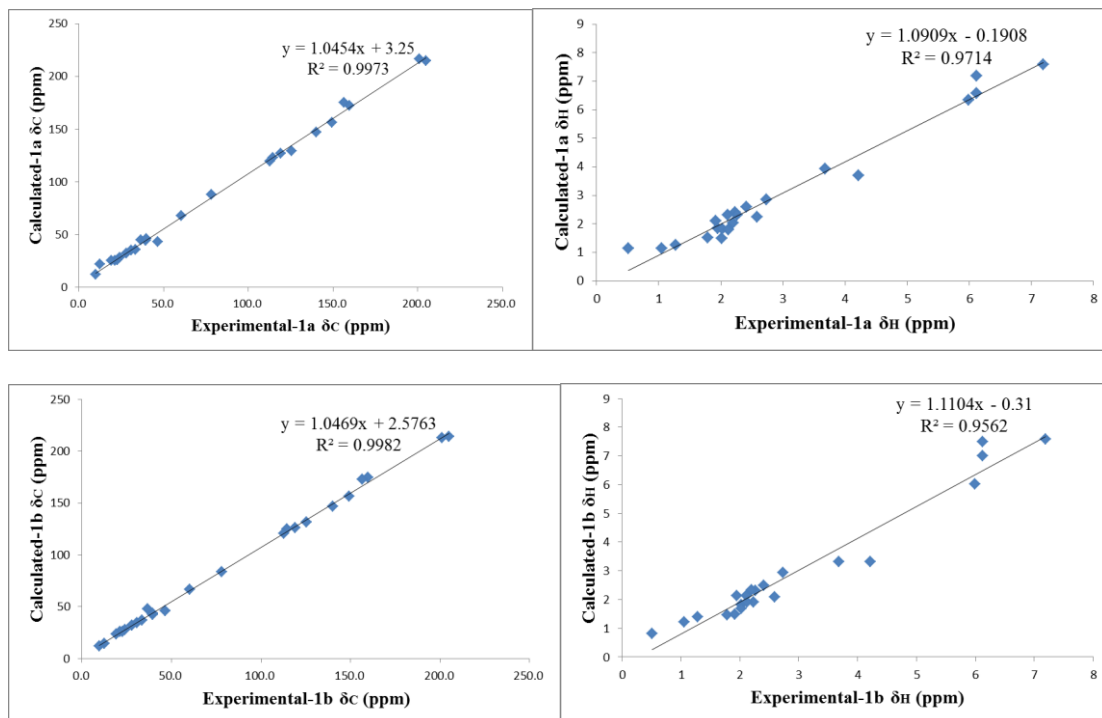 250
200
150
100
50
0
Calculated-1a δC (ppm)
y = 1.0454x + 3.25
R² = 0.9973
0.0 50.0 100.0 150.0 200.0 250.0
Experimental-1a δC (ppm)
9
8
7
6
5
4
3
2
1
0
Calculated-1a δH (ppm)
y = 1.0909x - 0.1908
R² = 0.9714
0 1 2 3 4 5 6 7 8
Experimental-1a δH (ppm)
250
200
150
100
50
0
Calculated-1b δC (ppm)
y = 1.0469x + 2.5763
R² = 0.9982
0.0 50.0 100.0 150.0 200.0 250.0
Experimental-1b δC (ppm)
9
8
7
6
5
4
3
2
1
0
Calculated-1b δH (ppm)
y = 1.1104x - 0.31
R² = 0.9562
0 1 2 3 4 5 6 7 8
Experimental-1b δH (ppm)